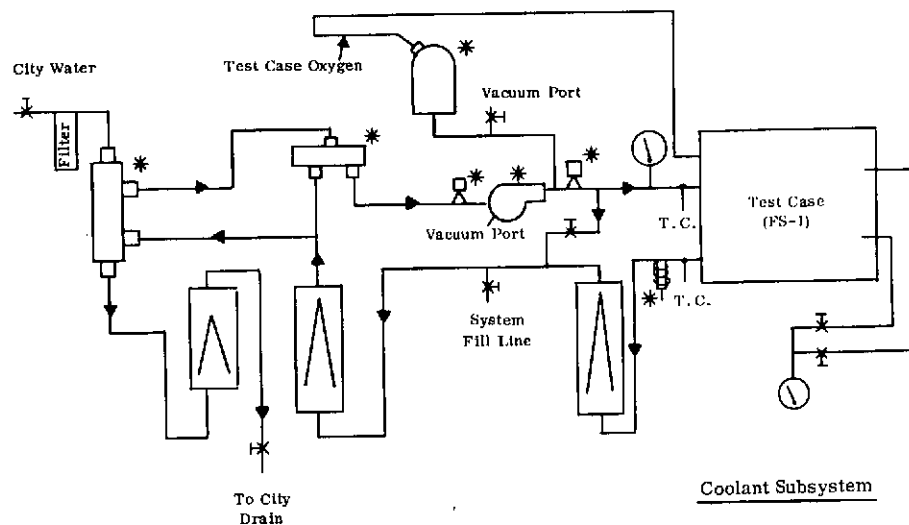 City Water
Filter
Test Case Oxygen
Vacuum Port
Vacuum Port
T.C.
Test Case
(FS-1)
T.C.
System
Fill Line
To City
Drain
Coolant Subsystem